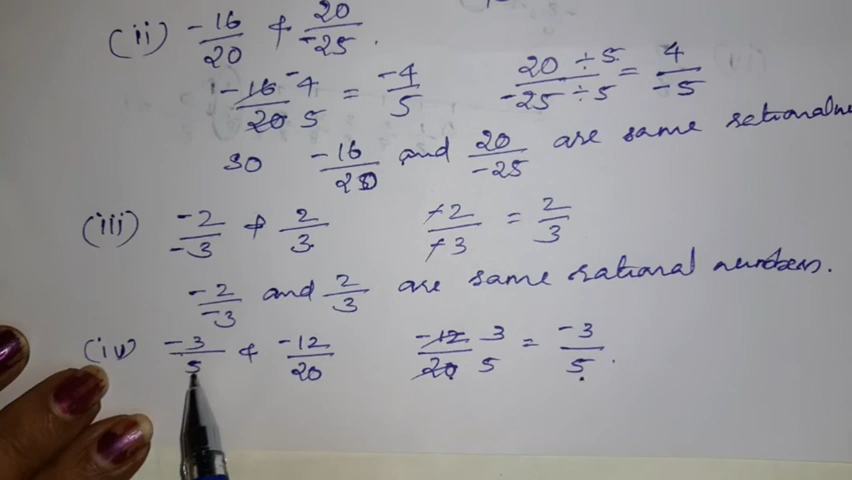 (ii) -16/20 & 20/-25.
-16/20 -4/5 = -4/5 20÷5/-25÷5 = 4/-5
so -16/20 and 20/-25 are same rational
(iii) -2/-3 & 2/3. -2/-3 = 2/3
-2/-3 and 2/3 are same rational numbers.
(iv) -3/5 & -12/20 -12/20 3/5 = -3/5.